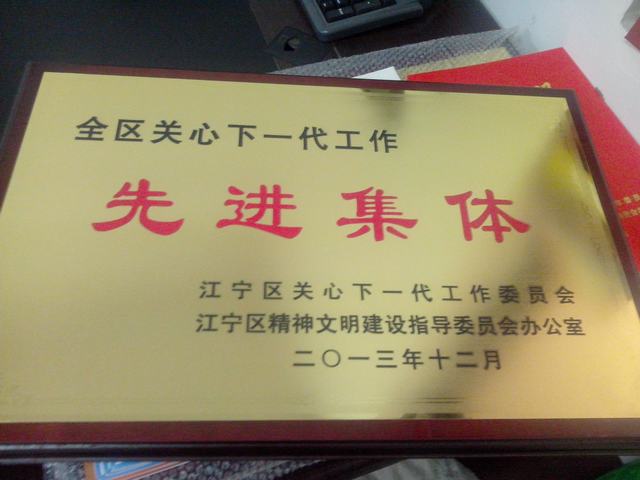 全区关心下一代工作
先进集体
江宁区关心下一代工作委员会
江宁区精神文明建设指导委员会办公室
二〇一三年十二月